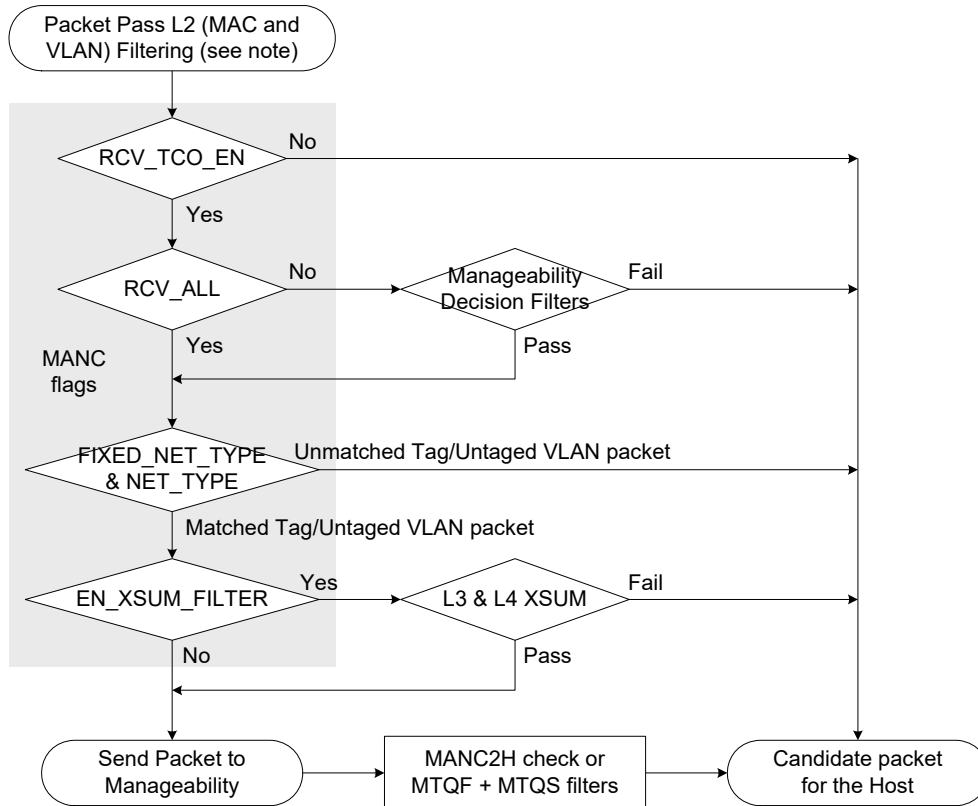 Packet Pass L2 (MAC and
VLAN) Filtering (see note)
RCV_TCO_EN
No
Yes
RCV_ALL
No
Manageability
Decision Filters
Fail
Yes
Pass
MANC
flags
FIXED_NET_TYPE
& NET_TYPE
Unmatched Tag/Untaged VLAN packet
Matched Tag/Untaged VLAN packet
EN_XSUM_FILTER
Yes
L3 & L4 XSUM
Fail
No
Pass
Send Packet to
Manageability
MANC2H check or
MTQF + MTQS filters
Candidate packet
for the Host